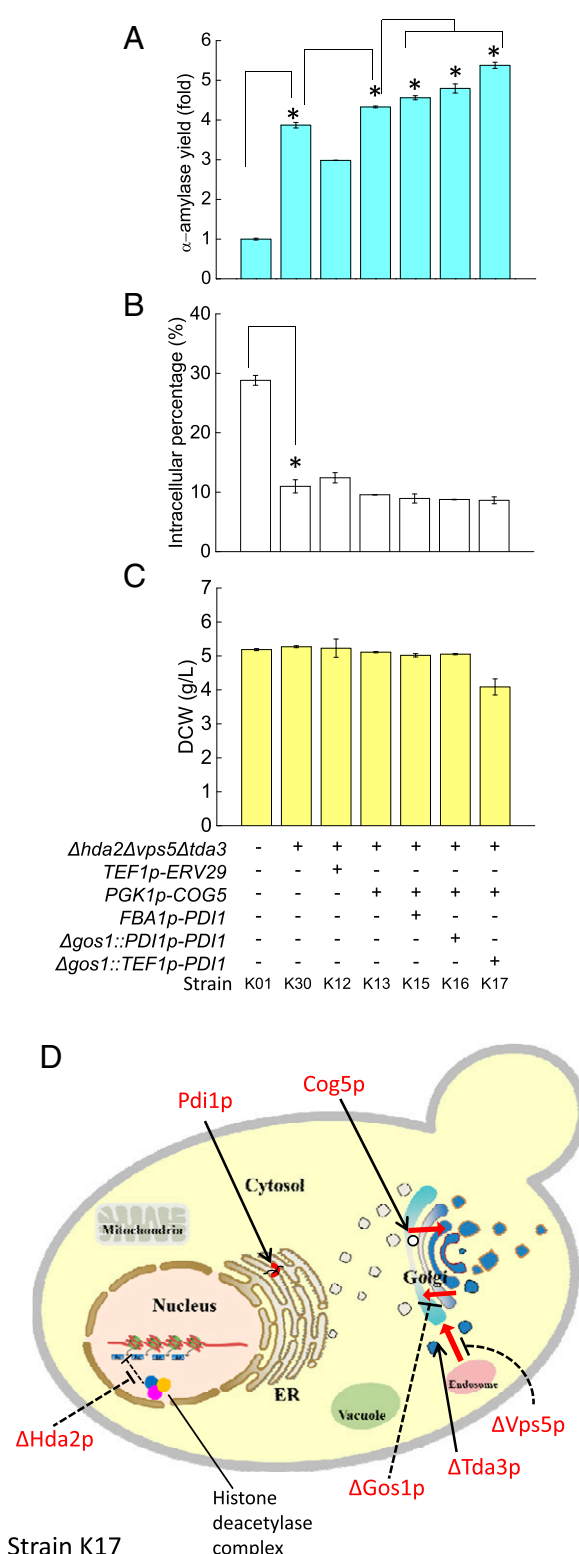 A
α-amylase yield (fold)
6
5
4
3
2
1
0
* * * * *
B
Intracellular percentage (%)
40
30
20
10
0
*
C
DCW (g/L)
7
6
5
4
3
2
1
0
Δhda2Δvps5Δtda3 - + + + + + +
TEF1p-ERV29 - - + - - - -
PGK1p-COG5 - - - + + + +
FBA1p-PDI1 - - - - + - -
Δgos1::PDI1p-PDI1 - - - - - + -
Δgos1::TEF1p-PDI1 - - - - - - +
Strain K01 K30 K12 K13 K15 K16 K17
D
Cog5p
Pdi1p
Cytosol
Mitochondria
Golgi
Nucleus
ER
Endosome
Vacuole
ΔVps5p
ΔHda2p
ΔTda3p
ΔGos1p
Histone
deacetylase
complex
Strain K17